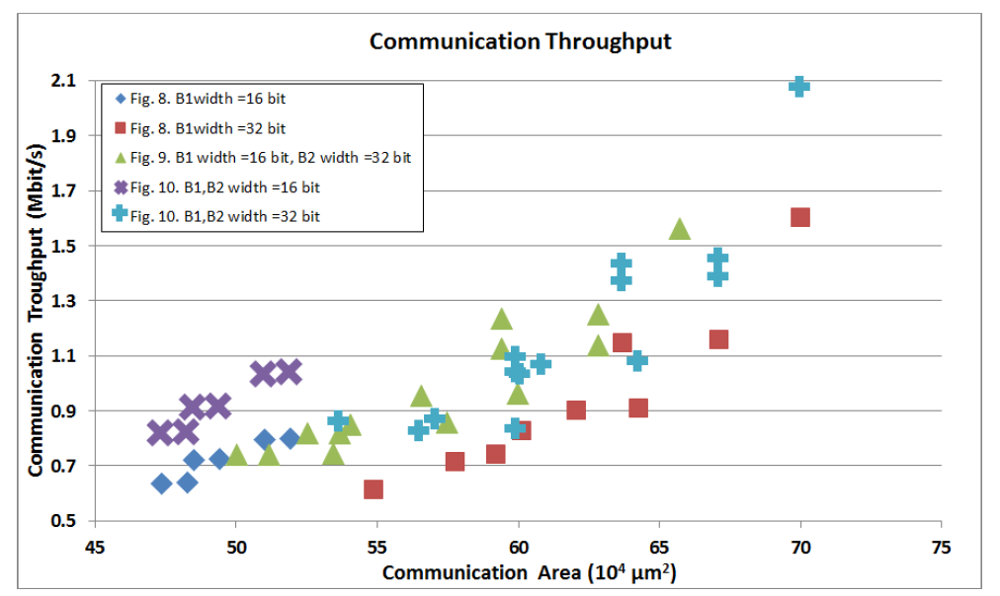 Communication Throughput
Communication Troughput (Mbit/s)
2.1
1.9
1.7
1.5
1.3
1.1
0.9
0.7
0.5
Fig. 8. B1width =16 bit
Fig. 8. B1width =32 bit
Fig. 9. B1 width =16 bit, B2 width =32 bit
Fig. 10. B1,B2 width =16 bit
Fig. 10. B1,B2 width =32 bit
45 50 55 60 65 70 75
Communication Area (10⁴ µm²)